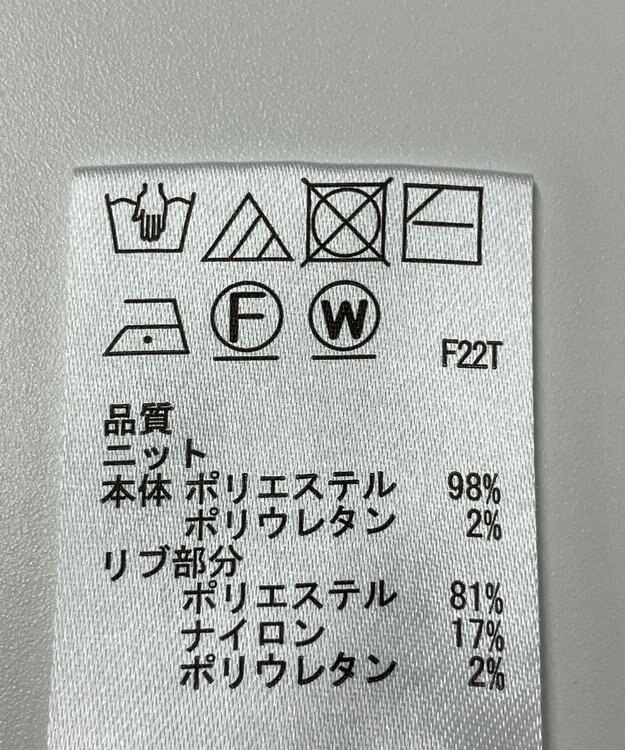 F W F22T
品質
ニット
本体 ポリエステル 98%
ポリウレタン 2%
リブ部分
ポリエステル 81%
ナイロン 17%
ポリウレタン 2%